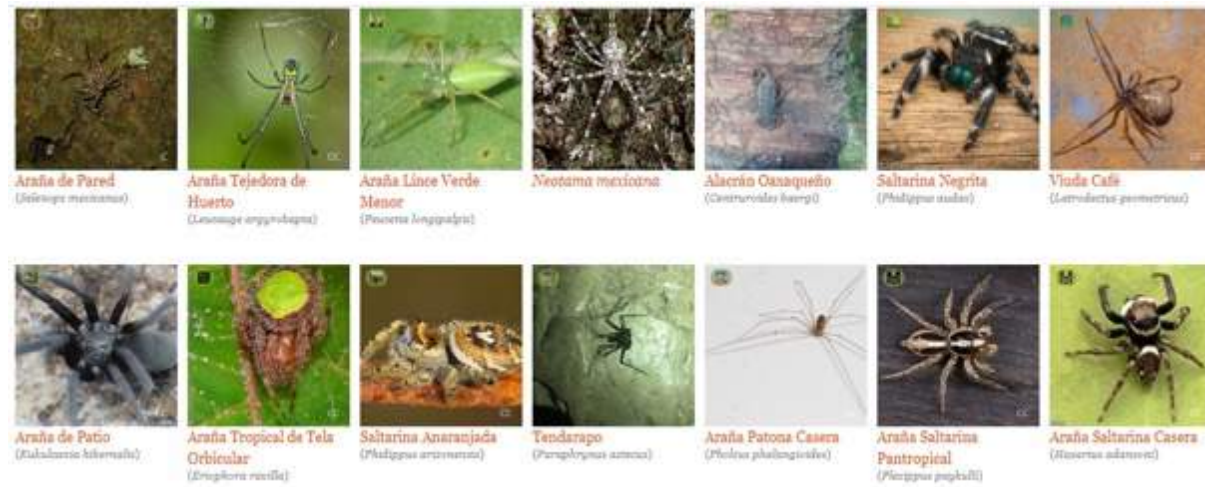 Araña de Pared
(Selenops mexicanus)
Araña Tejedora de
Huerto
(Leucauge argyrobapta)
Araña Lince Verde
Menor
(Peucetia longipalpis)
Neotama mexicana
Alacrán Oaxaqueño
(Centruroides baergi)
Saltarina Negrita
(Phidippus audax)
Viuda Café
(Latrodectus geometricus)
Araña de Patio
(Kukulcania hibernalis)
Araña Tropical de Tela
Orbicular
(Eriophora ravilla)
Saltarina Anaranjada
(Phidippus arizonensis)
Tendarapo
(Paraphrynus aztecus)
Araña Patona Casera
(Pholcus phalangioides)
Araña Saltarina
Pantropical
(Plexippus paykulli)
Araña Saltarina Casera
(Hasarius adansoni)